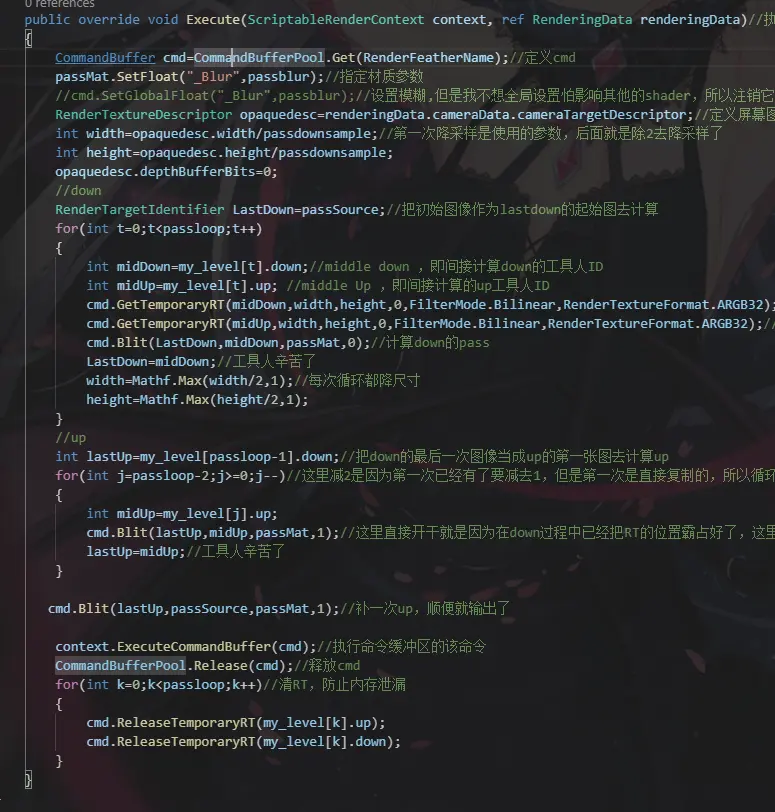 0 references
public override void Execute(ScriptableRenderContext context, ref RenderingData renderingData)//执
{
CommandBuffer cmd=CommandBufferPool.Get(RenderFeatherName);//定义cmd
passMat.SetFloat("_Blur",passblur);//指定材质参数
//cmd.SetGlobalFloat("_Blur",passblur);//设置模糊,但是我不想全局设置怕影响其他的shader，所以注销它
RenderTextureDescriptor opaquedesc=renderingData.cameraData.cameraTargetDescriptor;//定义屏幕图
int width=opaquedesc.width/passdownsample;//第一次降采样是使用的参数，后面就是除2去降采样了
int height=opaquedesc.height/passdownsample;
opaquedesc.depthBufferBits=0;
//down
RenderTargetIdentifier LastDown=passSource;//把初始图像作为lastdown的起始图去计算
for(int t=0;t<passloop;t++)
{
int midDown=my_level[t].down;//middle down ，即间接计算down的工具人ID
int midUp=my_level[t].up; //middle Up ，即间接计算的up工具人ID
cmd.GetTemporaryRT(midDown,width,height,0,FilterMode.Bilinear,RenderTextureFormat.ARGB32);
cmd.GetTemporaryRT(midUp,width,height,0,FilterMode.Bilinear,RenderTextureFormat.ARGB32);//
cmd.Blit(LastDown,midDown,passMat,0);//计算down的pass
LastDown=midDown;//工具人辛苦了
width=Mathf.Max(width/2,1);//每次循环都降尺寸
height=Mathf.Max(height/2,1);
}
//up
int lastUp=my_level[passloop-1].down;//把down的最后一次图像当成up的第一张图去计算up
for(int j=passloop-2;j>=0;j--)//这里减2是因为第一次已经有了要减去1，但是第一次是直接复制的，所以循环
{
int midUp=my_level[j].up;
cmd.Blit(lastUp,midUp,passMat,1);//这里直接开干就是因为在down过程中已经把RT的位置霸占好了，这里
lastUp=midUp;//工具人辛苦了
}
cmd.Blit(lastUp,passSource,passMat,1);//补一次up，顺便就输出了
context.ExecuteCommandBuffer(cmd);//执行命令缓冲区的该命令
CommandBufferPool.Release(cmd);//释放cmd
for(int k=0;k<passloop;k++)//清RT，防止内存泄漏
{
cmd.ReleaseTemporaryRT(my_level[k].up);
cmd.ReleaseTemporaryRT(my_level[k].down);
}
}